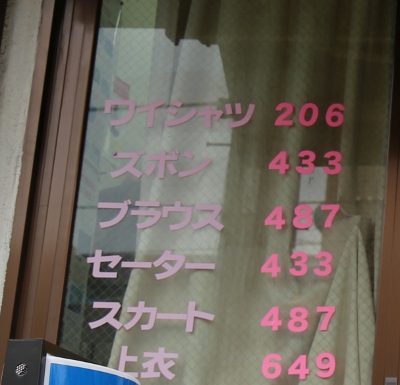 ワイシャツ 206
ズボン 433
ブラウス 487
セーター 433
スカート 487
上衣 649